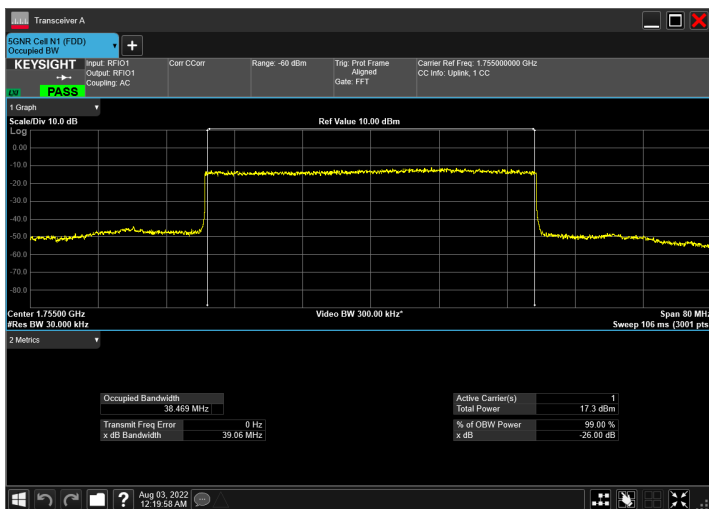 Transceiver A
5GNR Cell N1 (FDD)
Occupied BW
KEYSIGHT
LXI
PASS
Input: RFIO1
Output: RFIO1
Coupling: AC
Corr CCorr
Range: -60 dBm
Trig: Prot Frame
Aligned
Gate: FFT
Carrier Ref Freq: 1.755000000 GHz
CC Info: Uplink, 1 CC
1 Graph
Scale/Div 10.0 dB
Ref Value 10.00 dBm
Log
0.00
-10.0
-20.0
-30.0
-40.0
-50.0
-60.0
-70.0
-80.0
Center 1.75500 GHz
Video BW 300.00 kHz*
Span 80 MHz
#Res BW 30.000 kHz
Sweep 106 ms (3001 pts
2 Metrics
Occupied Bandwidth
38.469 MHz
Transmit Freq Error 0 Hz
x dB Bandwidth 39.06 MHz
Active Carrier(s) 1
Total Power 17.3 dBm
% of OBW Power 99.00 %
x dB -26.00 dB
Aug 03, 2022
12:19:58 AM